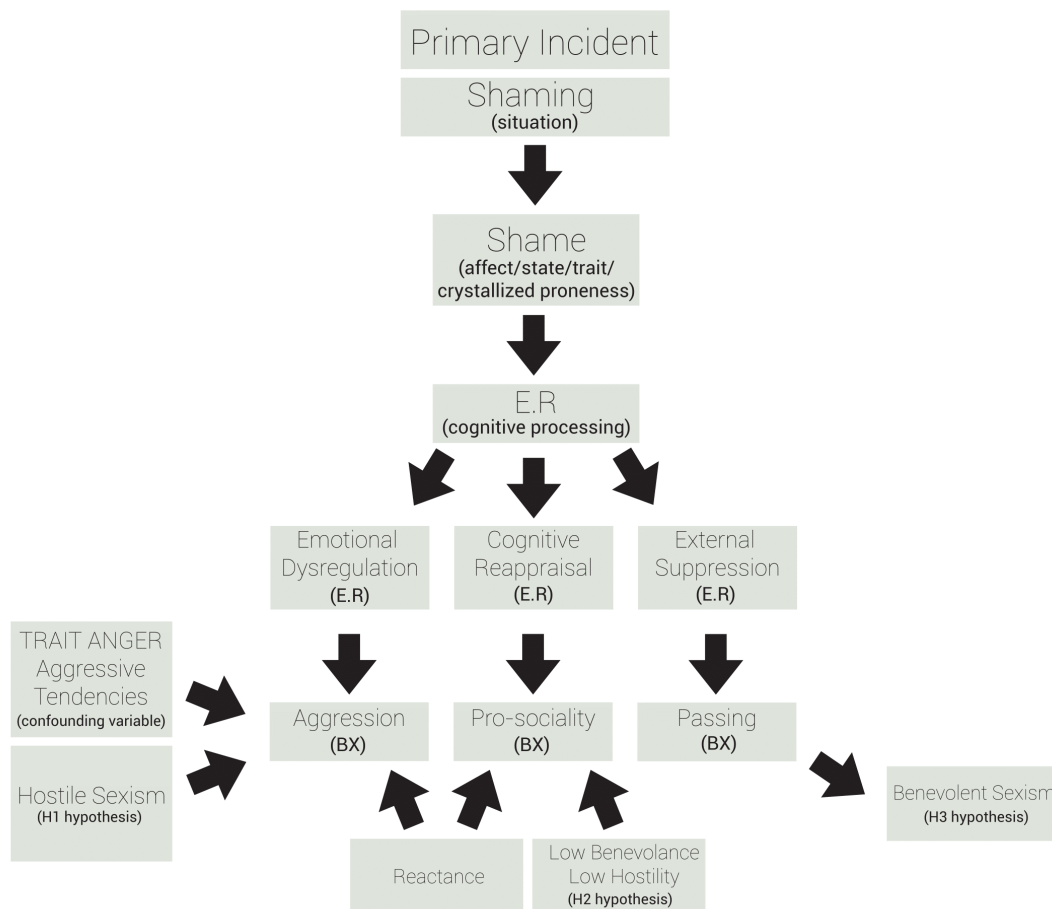 Primary Incident
Shaming
(situation)
Shame
(affect/state/trait/
crystallized proneness)
E.R
(cognitive processing)
Emotional
Dysregulation
(E.R)
Cognitive
Reappraisal
(E.R)
External
Suppression
(E.R)
TRAIT ANGER
Aggressive
Tendencies
(confounding variable)
Aggression
(BX)
Pro-sociality
(BX)
Passing
(BX)
Hostile Sexism
(H1 hypothesis)
Benevolent Sexism
(H3 hypothesis)
Reactance
Low Benevolance
Low Hostility
(H2 hypothesis)